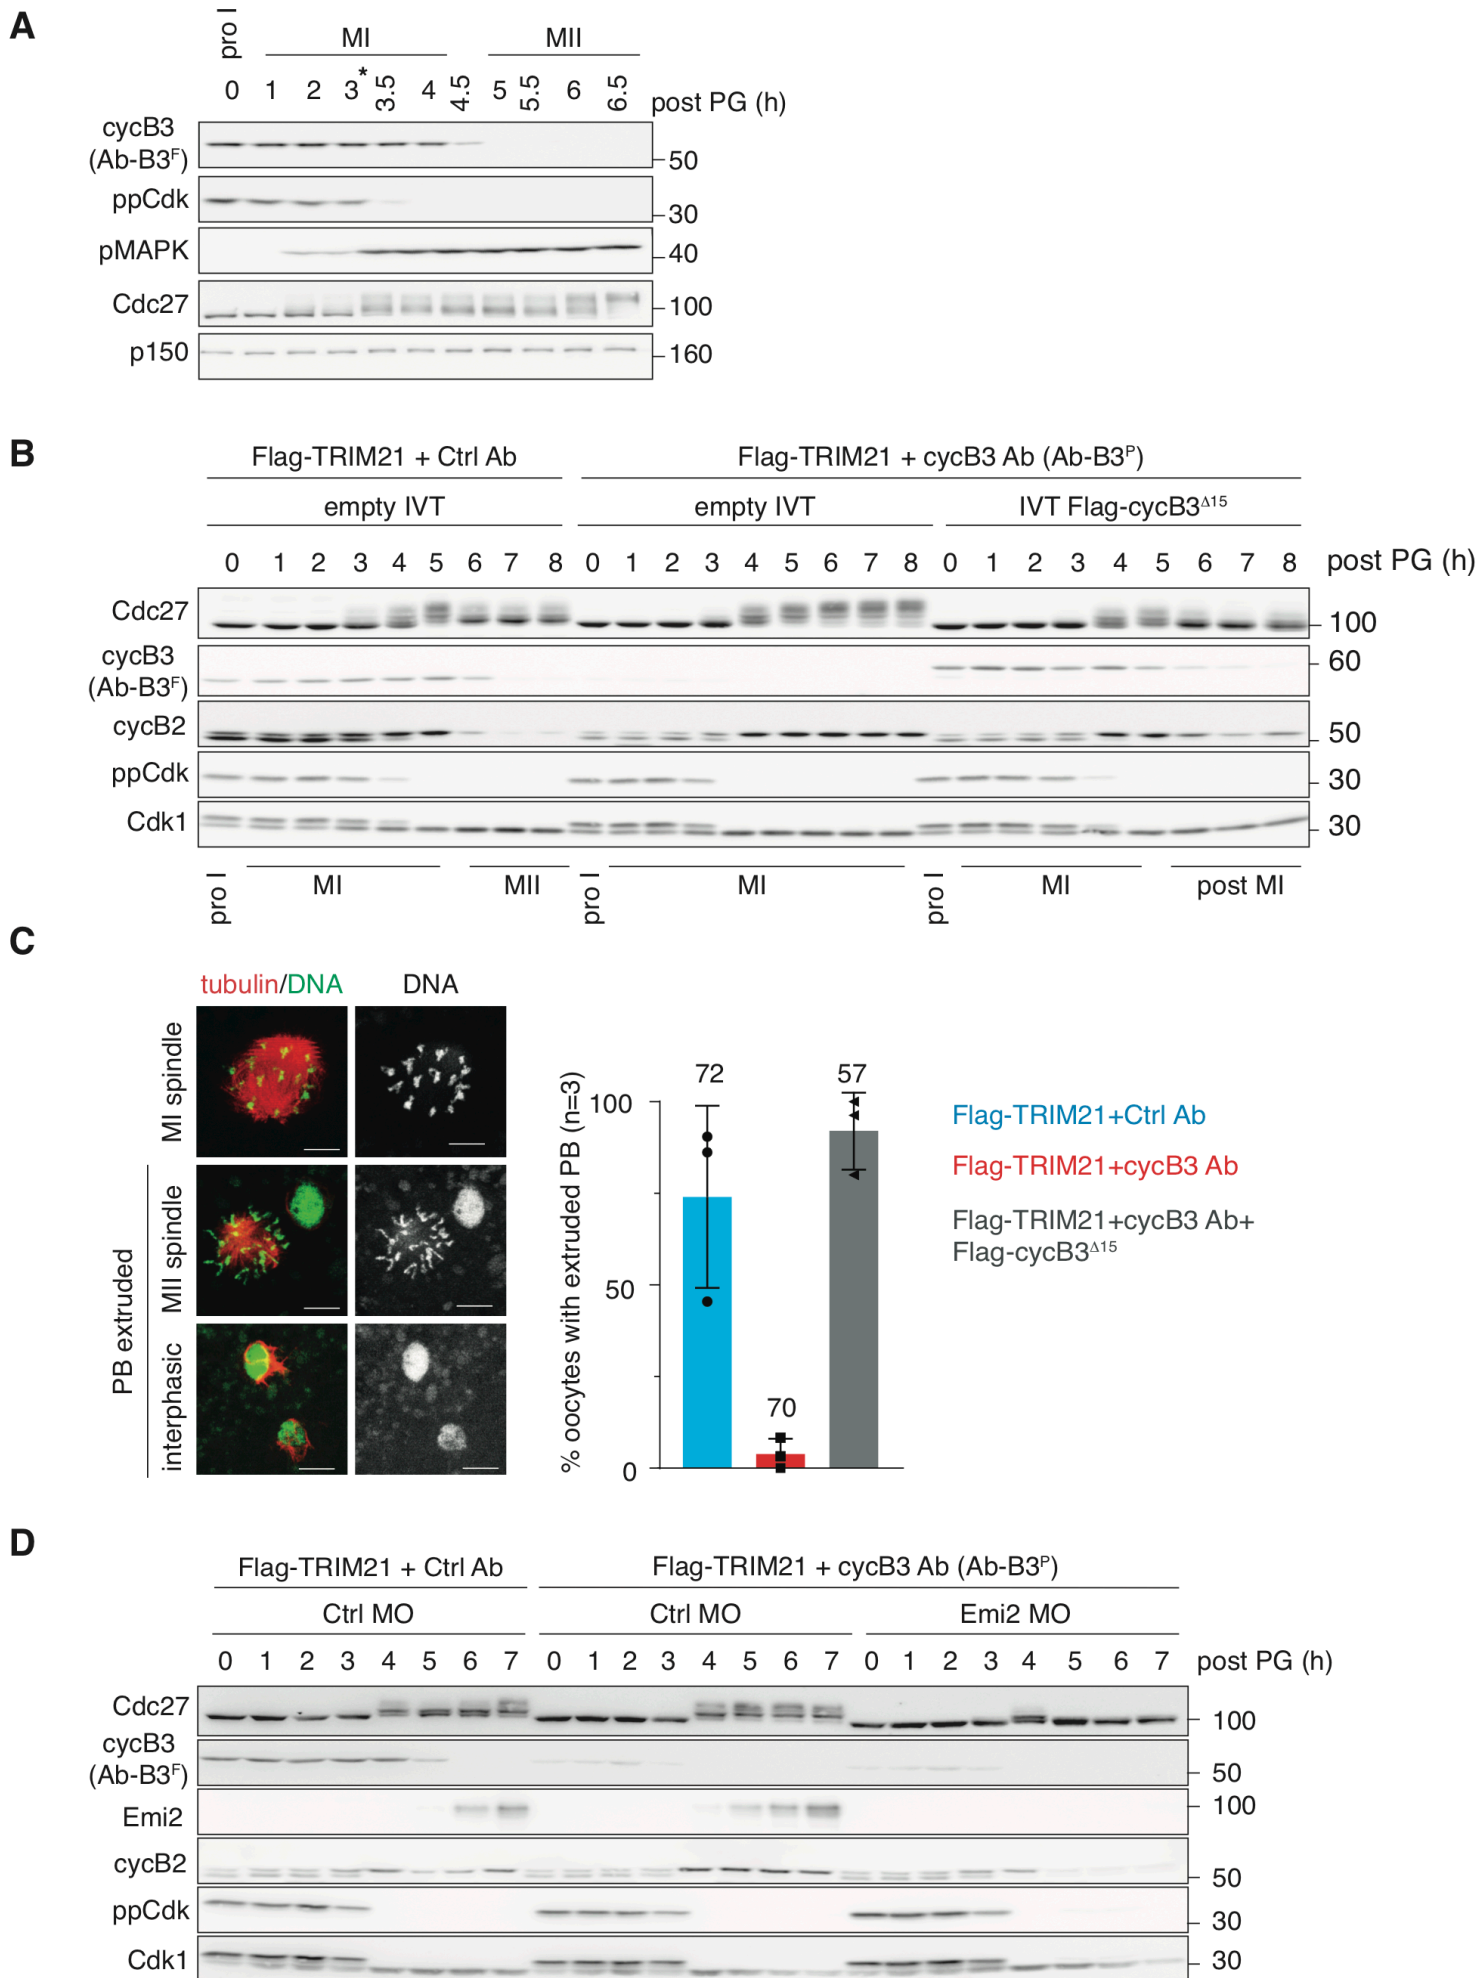 A
pro I
MI
MII
0 1 2 3 * 3.5 4 4.5 5 5.5 6 6.5 post PG (h)
cycB3
(Ab-B3F)
50
ppCdk
30
pMAPK
40
Cdc27
100
p150
160
B
Flag-TRIM21 + Ctrl Ab
Flag-TRIM21 + cycB3 Ab (Ab-B3P)
empty IVT
empty IVT
IVT Flag-cycB3Δ15
0 1 2 3 4 5 6 7 8 0 1 2 3 4 5 6 7 8 0 1 2 3 4 5 6 7 8 post PG (h)
Cdc27
100
cycB3
(Ab-B3F)
60
cycB2
50
ppCdk
30
Cdk1
30
pro I
MI
MII
pro I
MI
pro I
MI
post MI
C
tubulin/DNA
DNA
MI spindle
PB extruded
MII spindle
interphasic
% oocytes with extruded PB (n=3)
100
50
0
72
70
57
Flag-TRIM21+Ctrl Ab
Flag-TRIM21+cycB3 Ab
Flag-TRIM21+cycB3 Ab+
Flag-cycB3Δ15
D
Flag-TRIM21 + Ctrl Ab
Flag-TRIM21 + cycB3 Ab (Ab-B3P)
Ctrl MO
Ctrl MO
Emi2 MO
0 1 2 3 4 5 6 7 0 1 2 3 4 5 6 7 0 1 2 3 4 5 6 7 post PG (h)
Cdc27
100
cycB3
(Ab-B3F)
50
Emi2
100
cycB2
50
ppCdk
30
Cdk1
30